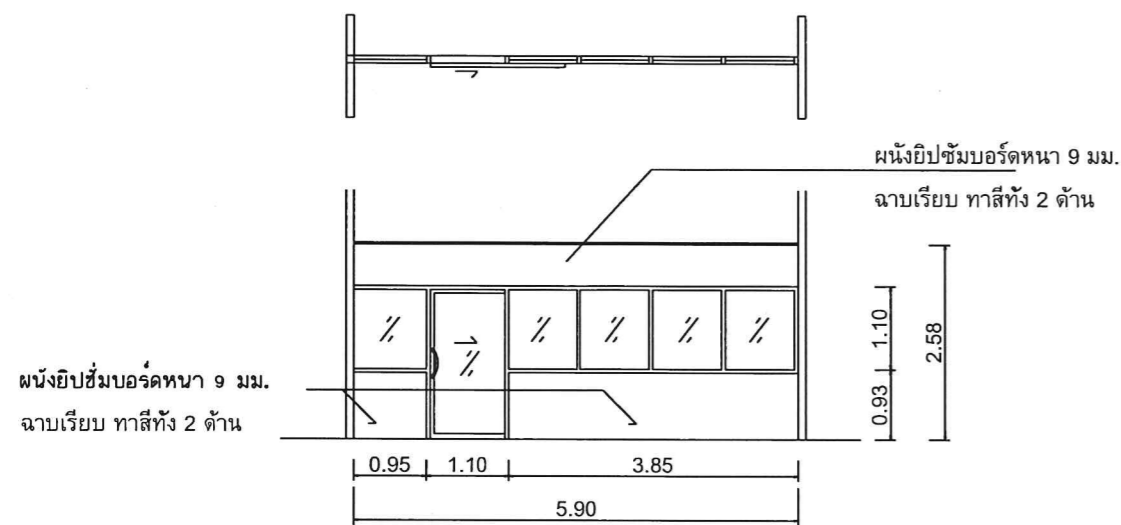 ผนังยิปซัมบอร์ดหนา 9 มม.
ฉาบเรียบ ทาสีทั้ง 2 ด้าน
1.10
2.58
0.93
ผนังยิปซั่มบอร์ดหนา 9 มม.
ฉาบเรียบ ทาสีทั้ง 2 ด้าน
0.95 1.10 3.85
5.90